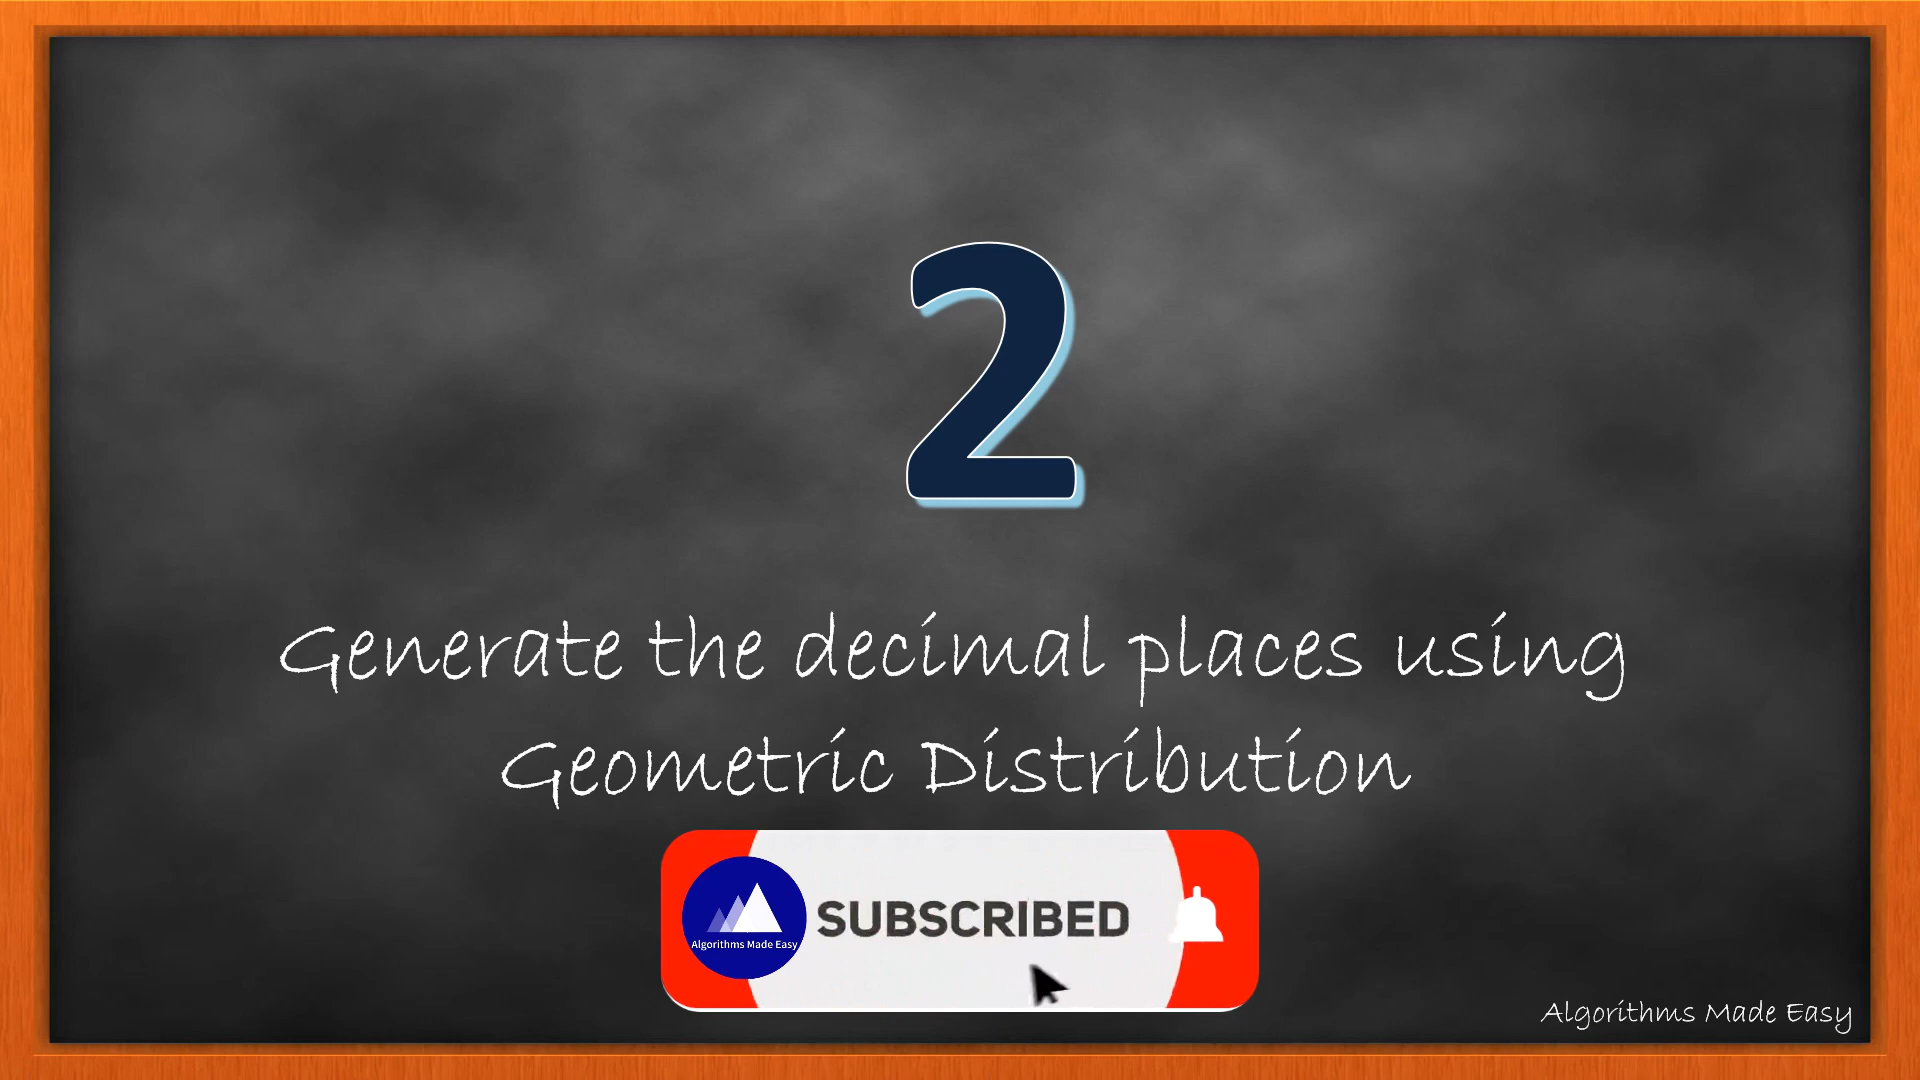 2
Generate the decimal places using
Geometric Distribution
Algorithms Made Easy
SUBSCRIBED
Algorithms Made Easy